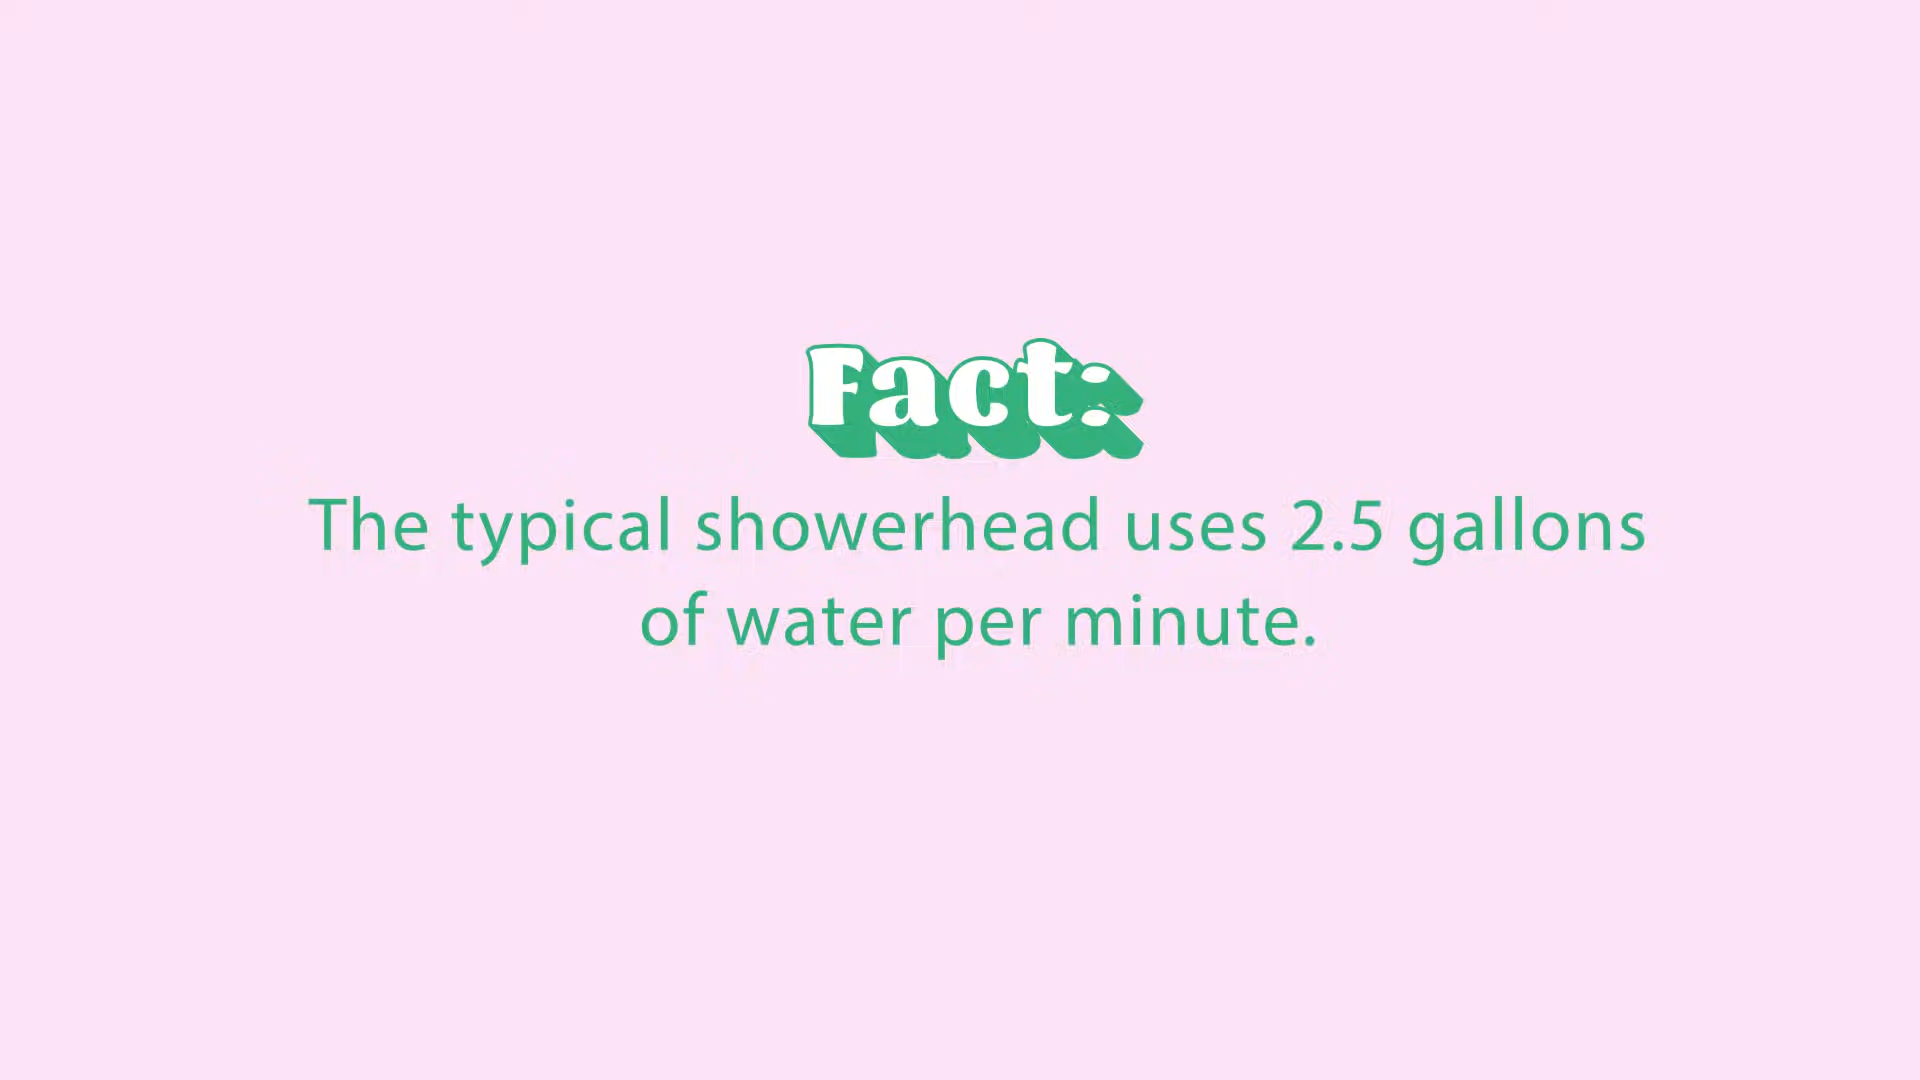 Fact:
The typical showerhead uses 2.5 gallons
of water per minute.